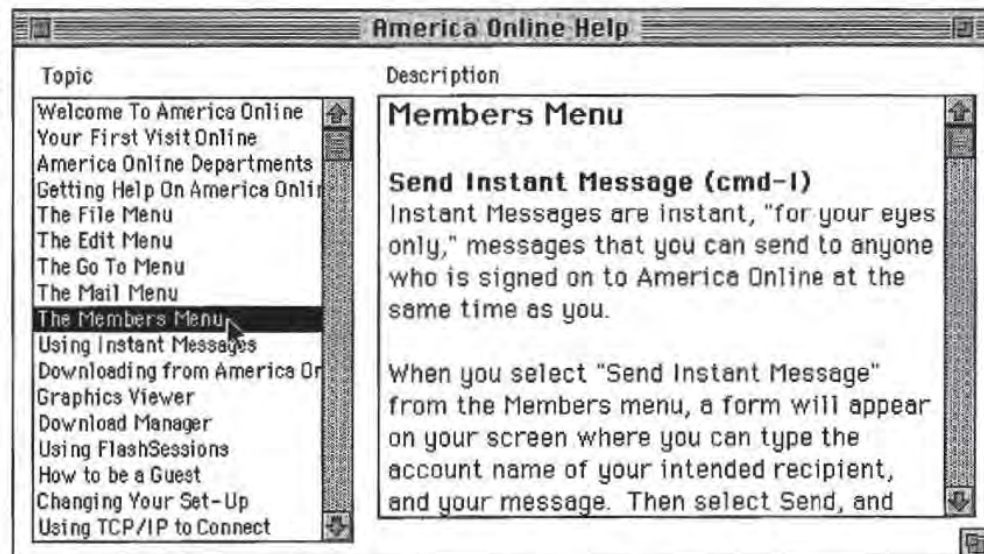 America Online Help
Topic
Welcome To America Online
Your First Visit Online
America Online Departments
Getting Help On America Onlin
The File Menu
The Edit Menu
The Go To Menu
The Mail Menu
The Members Menu
Using Instant Messages
Downloading from America On
Graphics Viewer
Download Manager
Using FlashSessions
How to be a Guest
Changing Your Set-Up
Using TCP/IP to Connect
Description
Members Menu
Send Instant Message (cmd-I)
Instant Messages are instant, "for your eyes
only," messages that you can send to anyone
who is signed on to America Online at the
same time as you.
When you select "Send Instant Message"
from the Members menu, a form will appear
on your screen where you can type the
account name of your intended recipient,
and your message. Then select Send, and